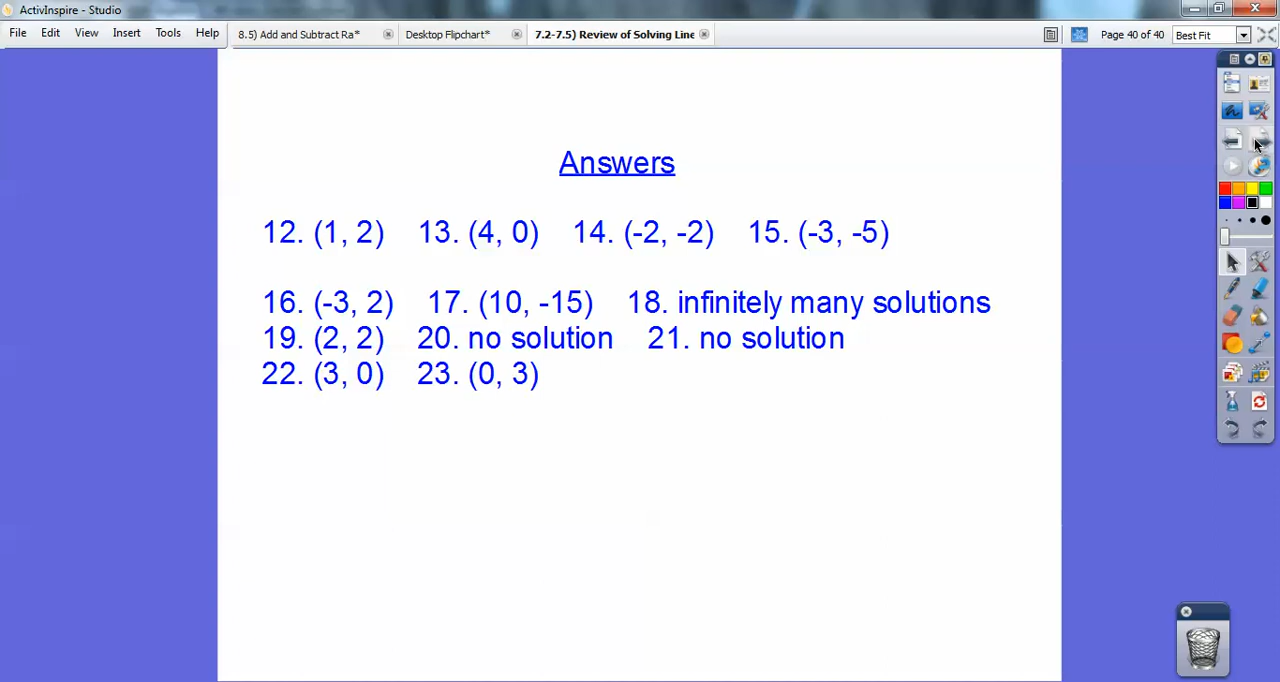 ActivInspire - Studio
File Edit View Insert Tools Help
8.5) Add and Subtract Ra* Desktop Flipchart* 7.2-7.5) Review of Solving Line
Page 40 of 40 Best Fit
Answers
12. (1, 2) 13. (4, 0) 14. (-2, -2) 15. (-3, -5)
16. (-3, 2) 17. (10, -15) 18. infinitely many solutions
19. (2, 2) 20. no solution 21. no solution
22. (3, 0) 23. (0, 3)